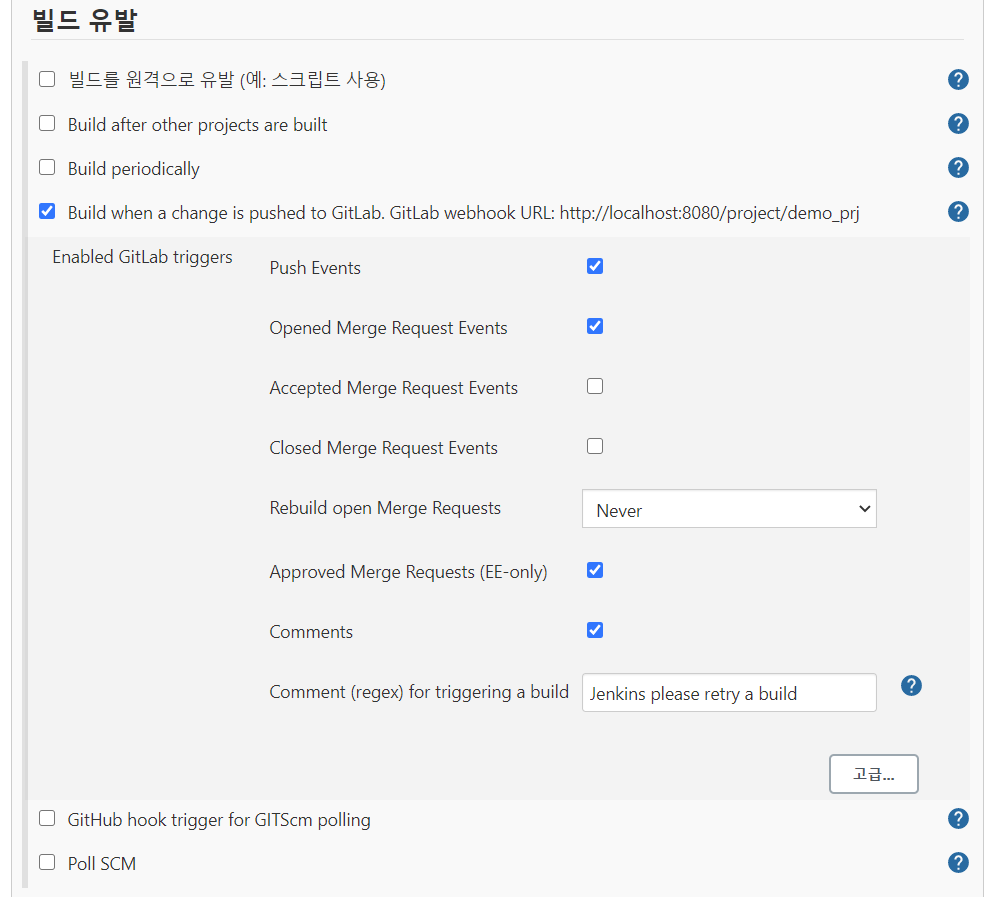 빌드 유발
빌드를 원격으로 유발 (예: 스크립트 사용)
?
Build after other projects are built
?
Build periodically
?
Build when a change is pushed to GitLab. GitLab webhook URL: http://localhost:8080/project/demo_prj
?
Enabled GitLab triggers
Push Events
Opened Merge Request Events
Accepted Merge Request Events
Closed Merge Request Events
Rebuild open Merge Requests
Never
Approved Merge Requests (EE-only)
Comments
Comment (regex) for triggering a build
Jenkins please retry a build
?
고급...
GitHub hook trigger for GITScm polling
?
Poll SCM
?